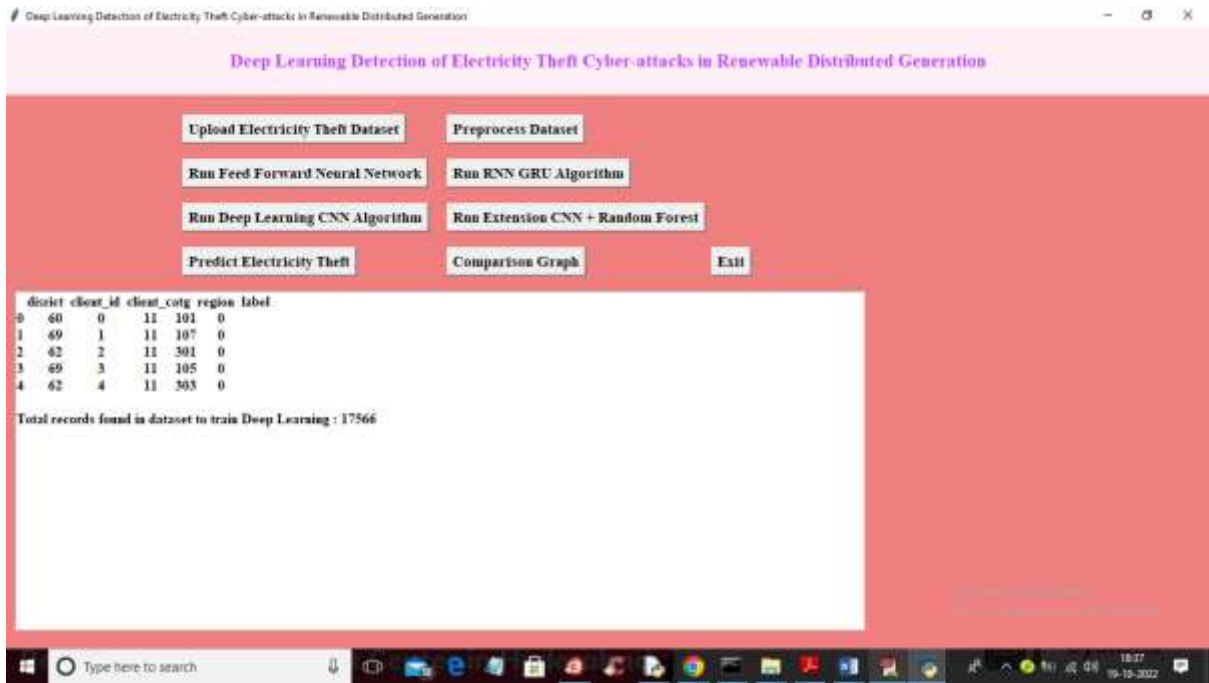 Deep Learning Detection of Electricity Theft Cyber-attacks in Renewable Distributed Generation
Deep Learning Detection of Electricity Theft Cyber-attacks in Renewable Distributed Generation
Upload Electricity Theft Dataset Preprocess Dataset
Run Feed Forward Neural Network Run RNN GRU Algorithm
Run Deep Learning CNN Algorithm Run Extension CNN + Random Forest
Predict Electricity Theft Comparison Graph Exit
disrict client_id client_catg region label
0 60 0 11 101 0
1 69 1 11 107 0
2 62 2 11 301 0
3 69 3 11 105 0
4 62 4 11 303 0
Total records found in dataset to train Deep Learning : 17566
Type here to search
18:37
19-10-2022